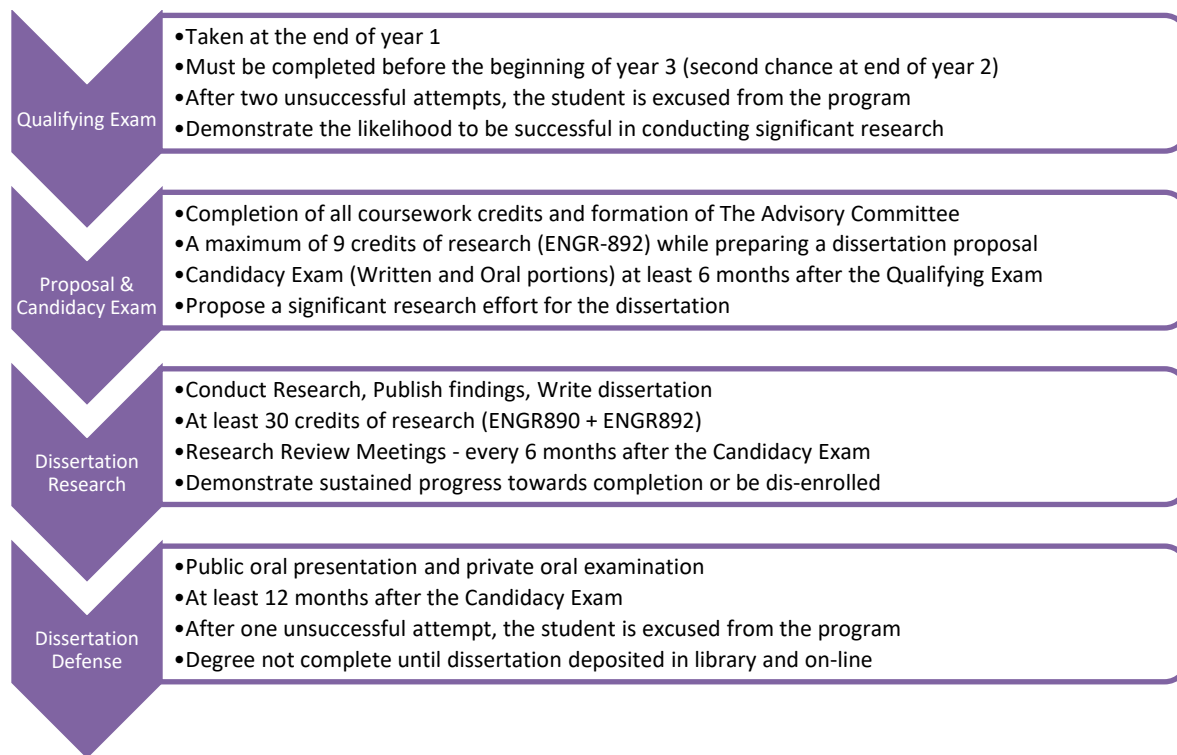 Qualifying Exam
•Taken at the end of year 1
•Must be completed before the beginning of year 3 (second chance at end of year 2)
•After two unsuccessful attempts, the student is excused from the program
•Demonstrate the likelihood to be successful in conducting significant research
Proposal &
Candidacy Exam
•Completion of all coursework credits and formation of The Advisory Committee
•A maximum of 9 credits of research (ENGR-892) while preparing a dissertation proposal
•Candidacy Exam (Written and Oral portions) at least 6 months after the Qualifying Exam
•Propose a significant research effort for the dissertation
Dissertation
Research
•Conduct Research, Publish findings, Write dissertation
•At least 30 credits of research (ENGR890 + ENGR892)
•Research Review Meetings - every 6 months after the Candidacy Exam
•Demonstrate sustained progress towards completion or be dis-enrolled
Dissertation
Defense
•Public oral presentation and private oral examination
•At least 12 months after the Candidacy Exam
•After one unsuccessful attempt, the student is excused from the program
•Degree not complete until dissertation deposited in library and on-line